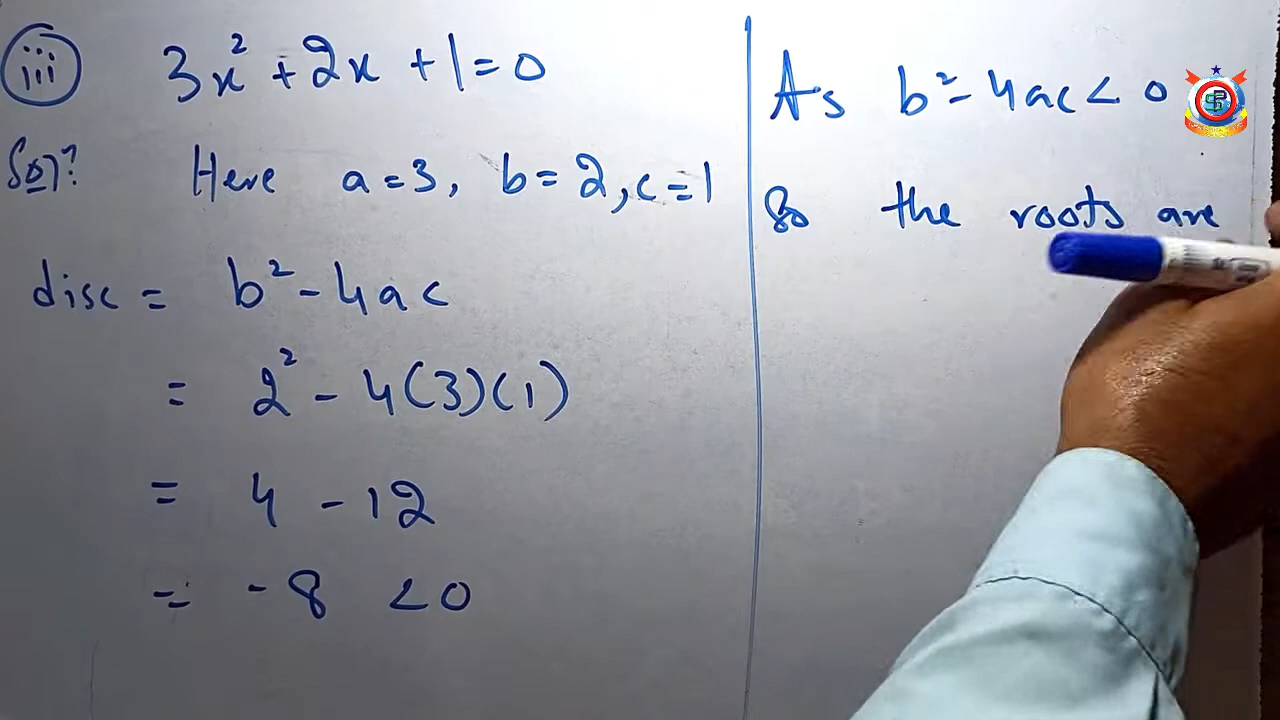 iii 3x² + 2x + 1 = 0
Sol: Here a = 3, b = 2, c = 1
disc = b² - 4ac
= 2² - 4(3)(1)
= 4 - 12
= -8 < 0
As b² - 4ac < 0
So the roots are